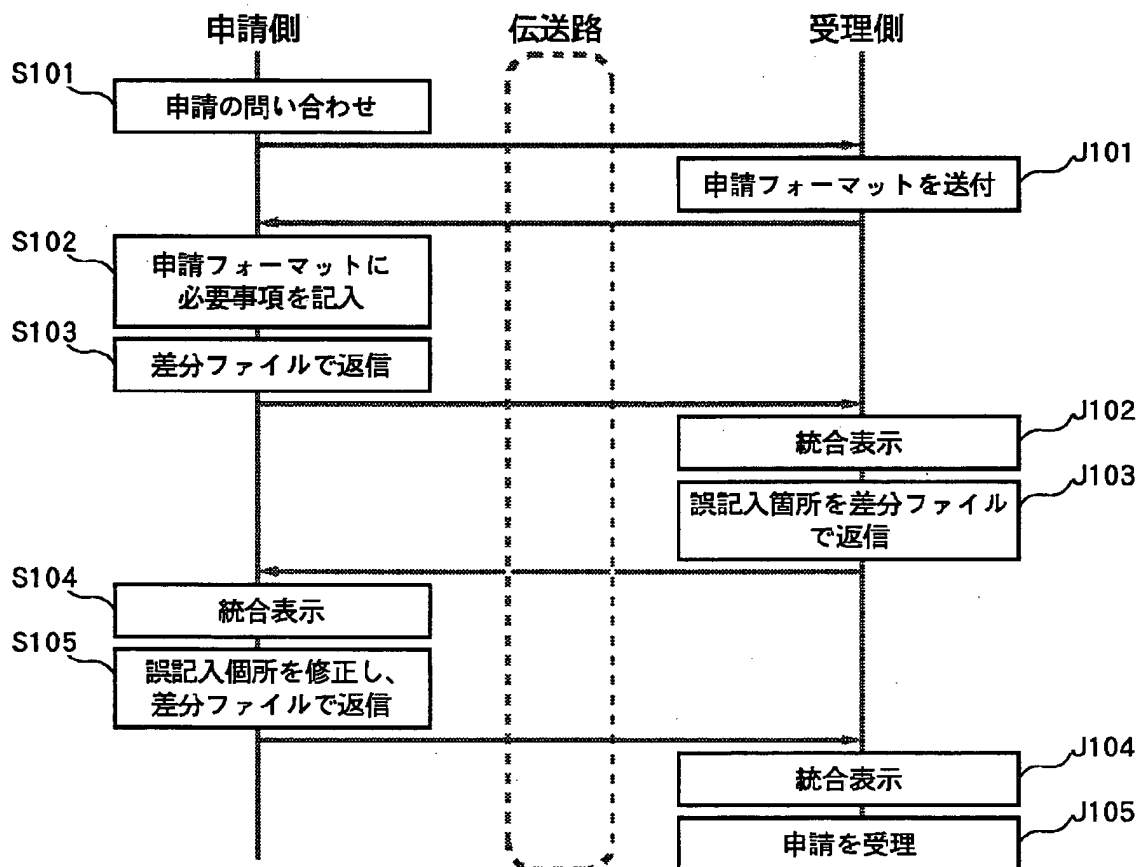 申請側
伝送路
受理側
S101
申請の問い合わせ
J101
申請フォーマットを送付
S102
申請フォーマットに
必要事項を記入
S103
差分ファイルで返信
J102
統合表示
J103
誤記入箇所を差分ファイル
で返信
S104
統合表示
S105
誤記入個所を修正し、
差分ファイルで返信
J104
統合表示
J105
申請を受理